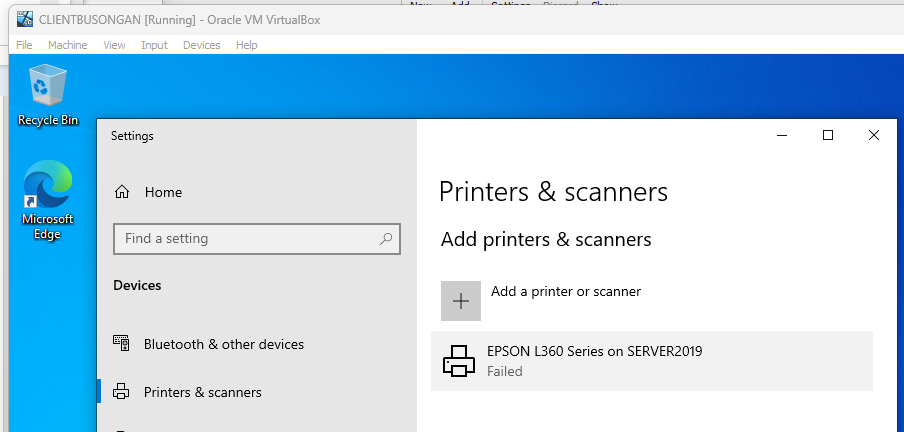 CLIENTBUSONGAN [Running] - Oracle VM VirtualBox
File Machine View Input Devices Help
Recycle Bin
Microsoft
Edge
Settings
Home
Find a setting
Devices
Bluetooth & other devices
Printers & scanners
Printers & scanners
Add printers & scanners
Add a printer or scanner
EPSON L360 Series on SERVER2019
Failed